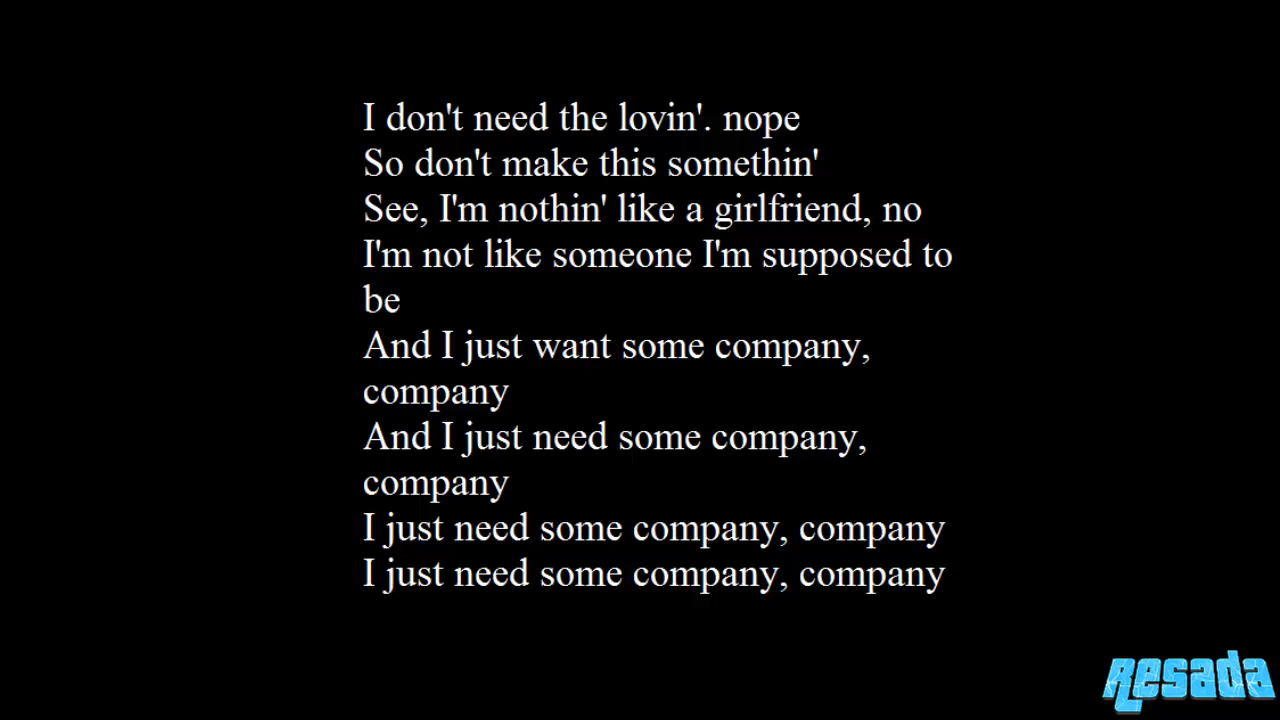 I don't need the lovin'. nope
So don't make this somethin'
See, I'm nothin' like a girlfriend, no
I'm not like someone I'm supposed to
be
And I just want some company,
company
And I just need some company,
company
I just need some company, company
I just need some company, company
Resada